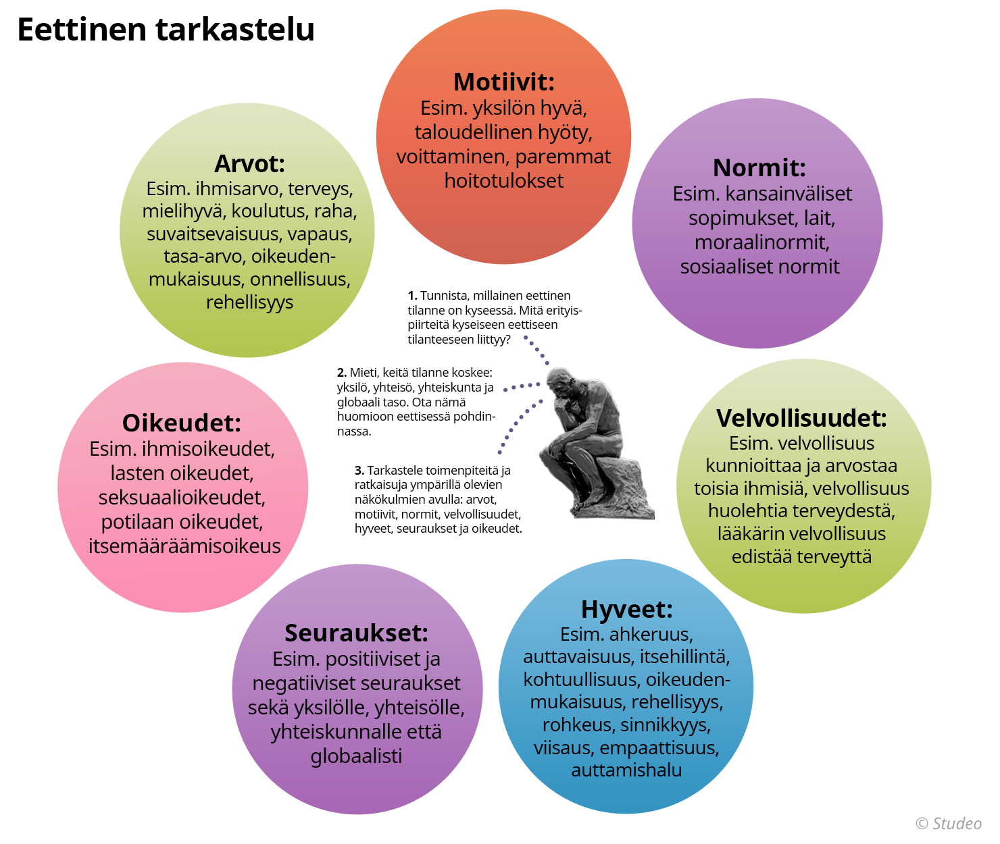 Eettinen tarkastelu
Motiivit:
Esim. yksilön hyvä,
taloudellinen hyöty,
voittaminen, paremmat
hoitotulokset
Arvot:
Esim. ihmisarvo, terveys,
mielihyvä, koulutus, raha,
suvaitsevaisuus, vapaus,
tasa-arvo, oikeuden-
mukaisuus, onnellisuus,
rehellisyys
Normit:
Esim. kansainväliset
sopimukset, lait,
moraalinormit,
sosiaaliset normit
1. Tunnista, millainen eettinen
tilanne on kyseessä. Mitä erityis-
piirteitä kyseiseen eettiseen
tilanteeseen liittyy?
2. Mieti, keitä tilanne koskee:
yksilö, yhteisö, yhteiskunta ja
globaali taso. Ota nämä
huomioon eettisessä pohdin-
nassa.
3. Tarkastele toimenpiteitä ja
ratkaisuja ympärillä olevien
näkökulmien avulla: arvot,
motiivit, normit, velvollisuudet,
hyveet, seuraukset ja oikeudet.
Oikeudet:
Esim. ihmisoikeudet,
lasten oikeudet,
seksuaalioikeudet,
potilaan oikeudet,
itsemääräämisoikeus
Velvollisuudet:
Esim. velvollisuus
kunnioittaa ja arvostaa
toisia ihmisiä, velvollisuus
huolehtia terveydestä,
lääkärin velvollisuus
edistää terveyttä
Seuraukset:
Esim. positiiviset ja
negatiiviset seuraukset
sekä yksilölle, yhteisölle,
yhteiskunnalle että
globaalisti
Hyveet:
Esim. ahkeruus,
auttavaisuus, itsehillintä,
kohtuullisuus, oikeuden-
mukaisuus, rehellisyys,
rohkeus, sinnikkyys,
viisaus, empaattisuus,
auttamishalu
© Studeo